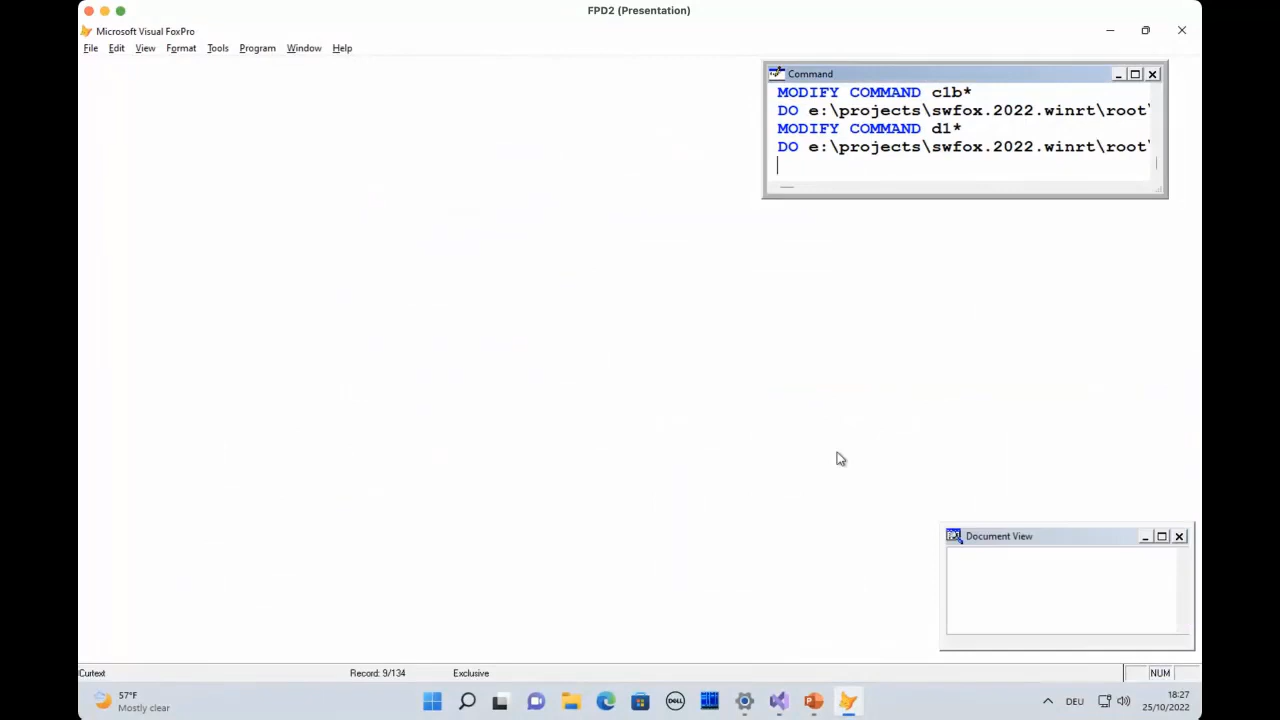 FPD2 (Presentation)
Microsoft Visual FoxPro
File Edit View Format Tools Program Window Help
Command
MODIFY COMMAND c1b*
DO e:\projects\swfox.2022.winrt\root\
MODIFY COMMAND d1*
DO e:\projects\swfox.2022.winrt\root\
Document View
Curtext Record: 9/134 Exclusive NUM
57°F
Mostly clear
DELL
DEU
18:27
25/10/2022